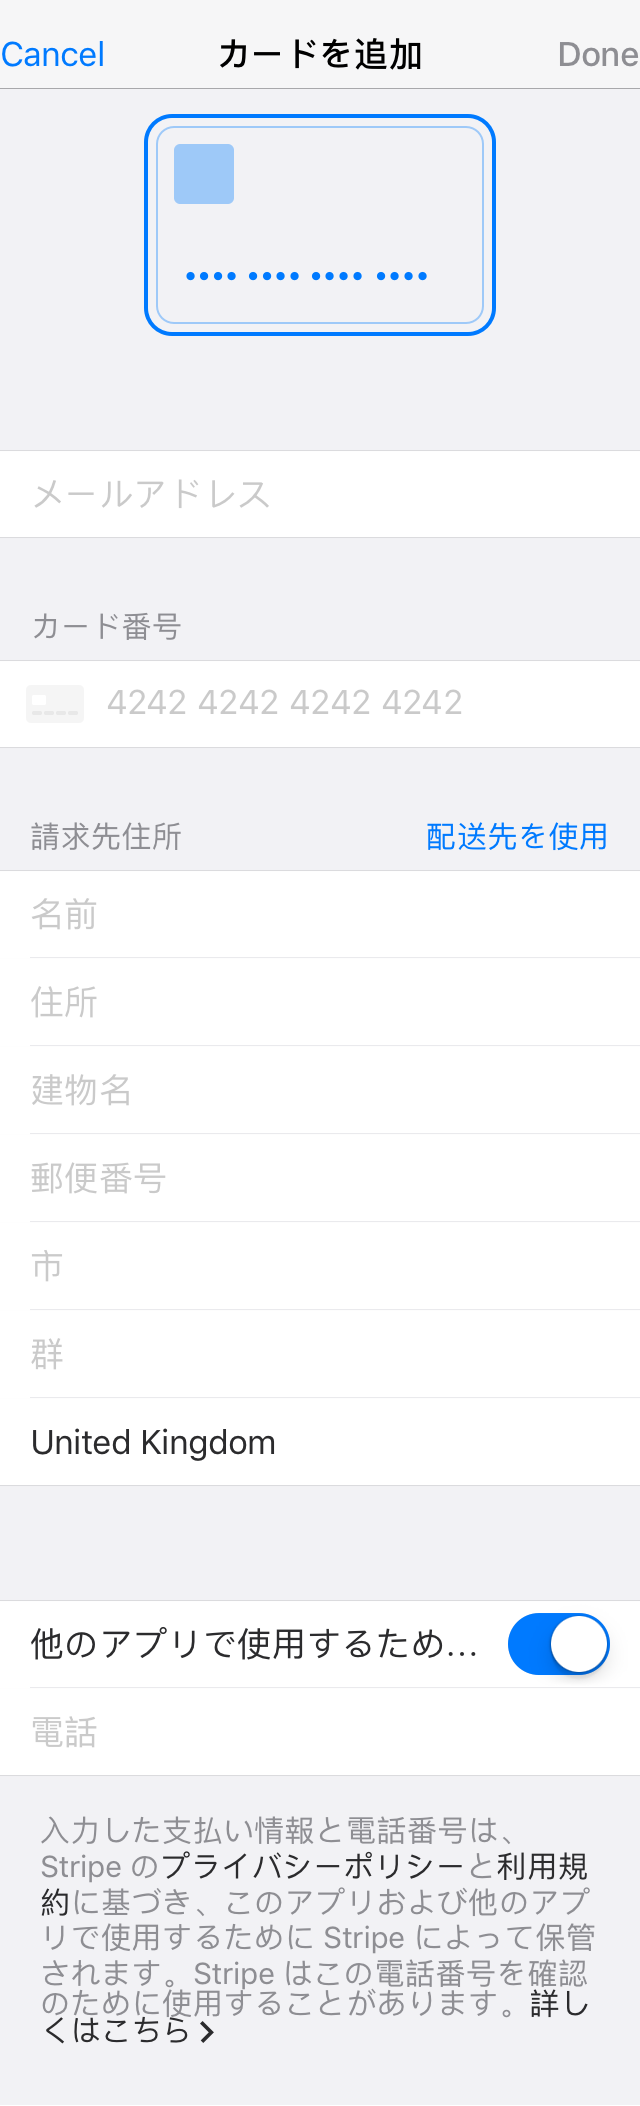 Cancel カードを追加 Done
メールアドレス
カード番号
4242 4242 4242 4242
請求先住所 配送先を使用
名前
住所
建物名
郵便番号
市
群
United Kingdom
他のアプリで使用するため...
電話
入力した支払い情報と電話番号は、
Stripe のプライバシーポリシーと利用規
約に基づき、このアプリおよび他のアプ
リで使用するために Stripe によって保管
されます。Stripe はこの電話番号を確認
のために使用することがあります。詳し
くはこちら